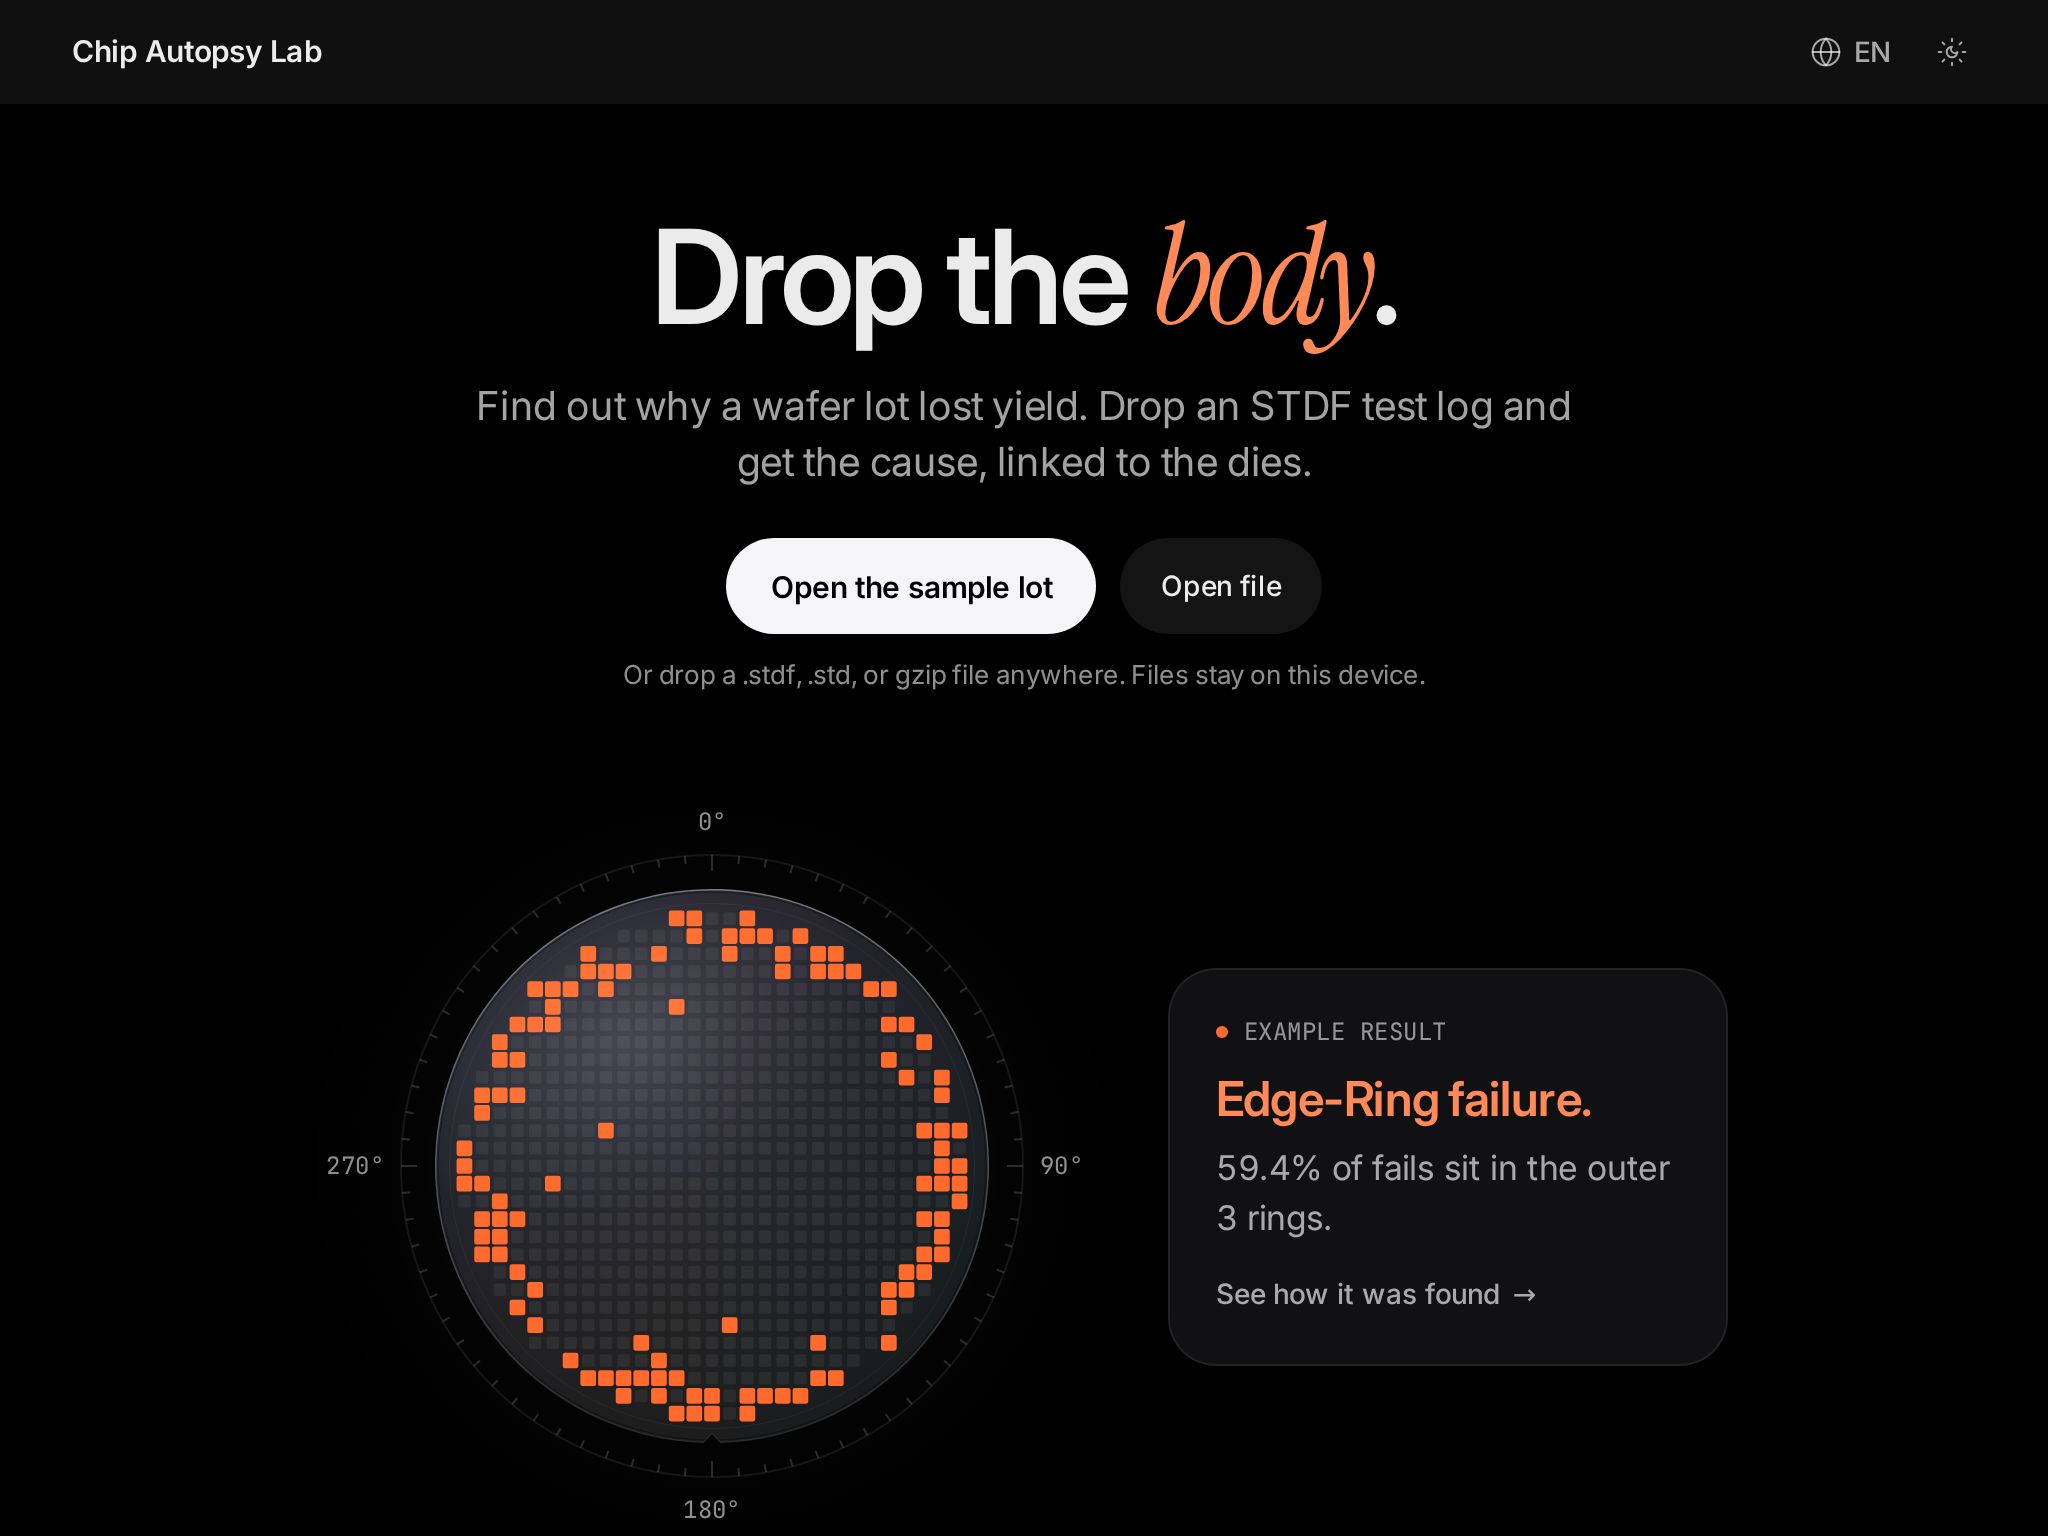 Chip Autopsy Lab
EN
Drop the body.
Find out why a wafer lot lost yield. Drop an STDF test log and
get the cause, linked to the dies.
Open the sample lot
Open file
Or drop a .stdf, .std, or gzip file anywhere. Files stay on this device.
0°
270°
90°
180°
EXAMPLE RESULT
Edge-Ring failure.
59.4% of fails sit in the outer
3 rings.
See how it was found →